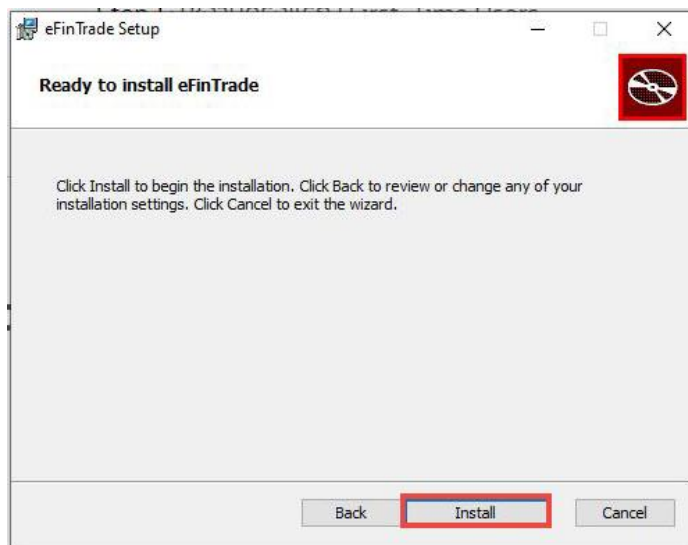 eFinTrade Setup
Ready to install eFinTrade
Click Install to begin the installation. Click Back to review or change any of your
installation settings. Click Cancel to exit the wizard.
Back
Install
Cancel